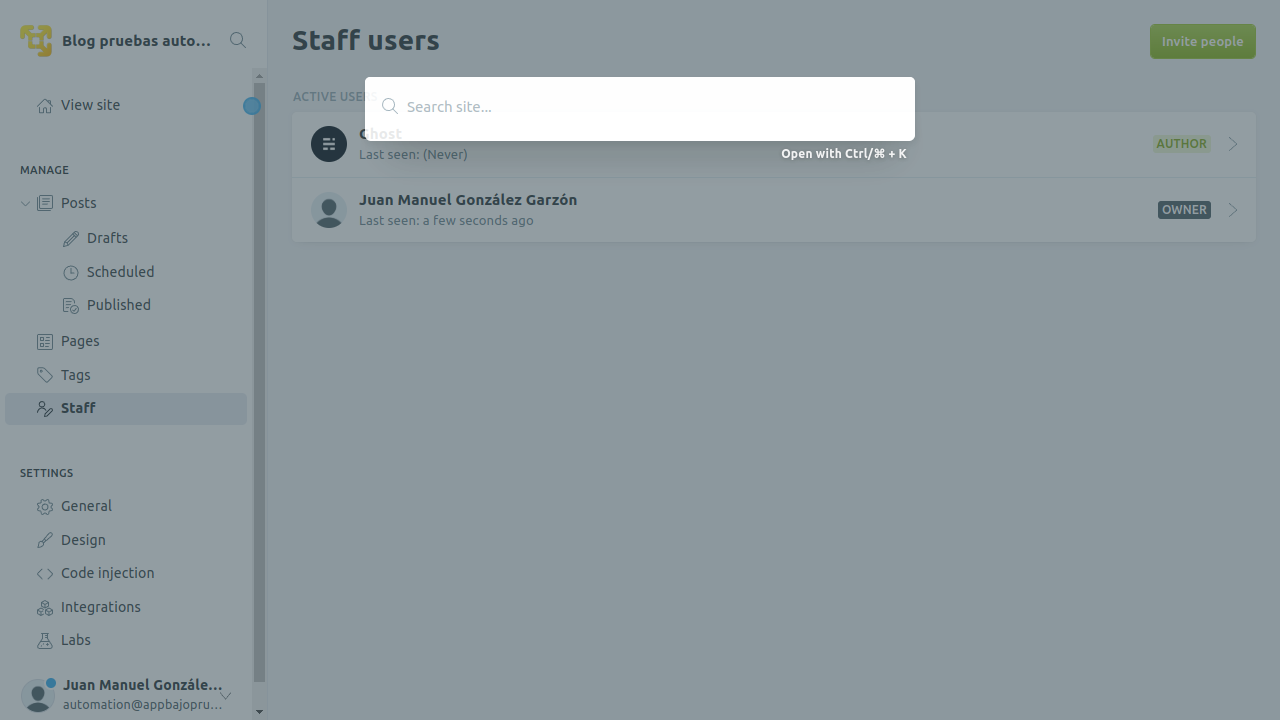 Blog pruebas auto...
View site
MANAGE
Posts
Drafts
Scheduled
Published
Pages
Tags
Staff
SETTINGS
General
Design
Code injection
Integrations
Labs
Juan Manuel Gonzále...
automation@appbajopru...
Staff users
Invite people
Search site...
Open with Ctrl/⌘ + K
ACTIVE USERS
Ghost
Last seen: (Never)
AUTHOR
Juan Manuel González Garzón
Last seen: a few seconds ago
OWNER